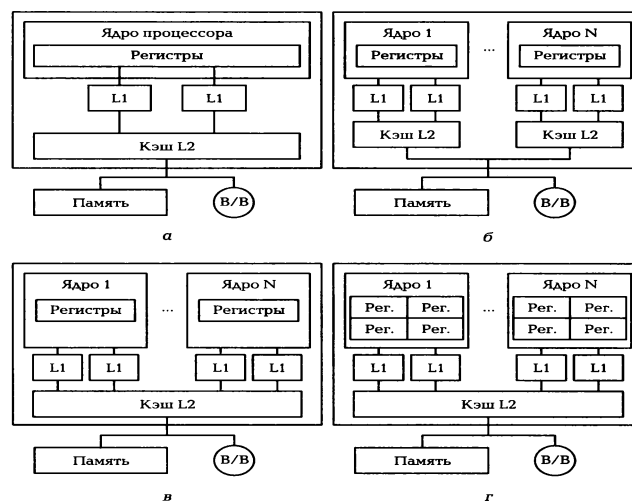 Ядро процессора
Регистры
L1 L1
Кэш L2
Память В/В
а
Ядро 1 ... Ядро N
Регистры Регистры
L1 L1 L1 L1
Кэш L2 Кэш L2
Память В/В
б
Ядро 1 ... Ядро N
Регистры Регистры
L1 L1 L1 L1
Кэш L2
Память В/В
в
Ядро 1 ... Ядро N
Рег. Рег. Рег. Рег.
Рег. Рег. Рег. Рег.
L1 L1 L1 L1
Кэш L2
Память В/В
г